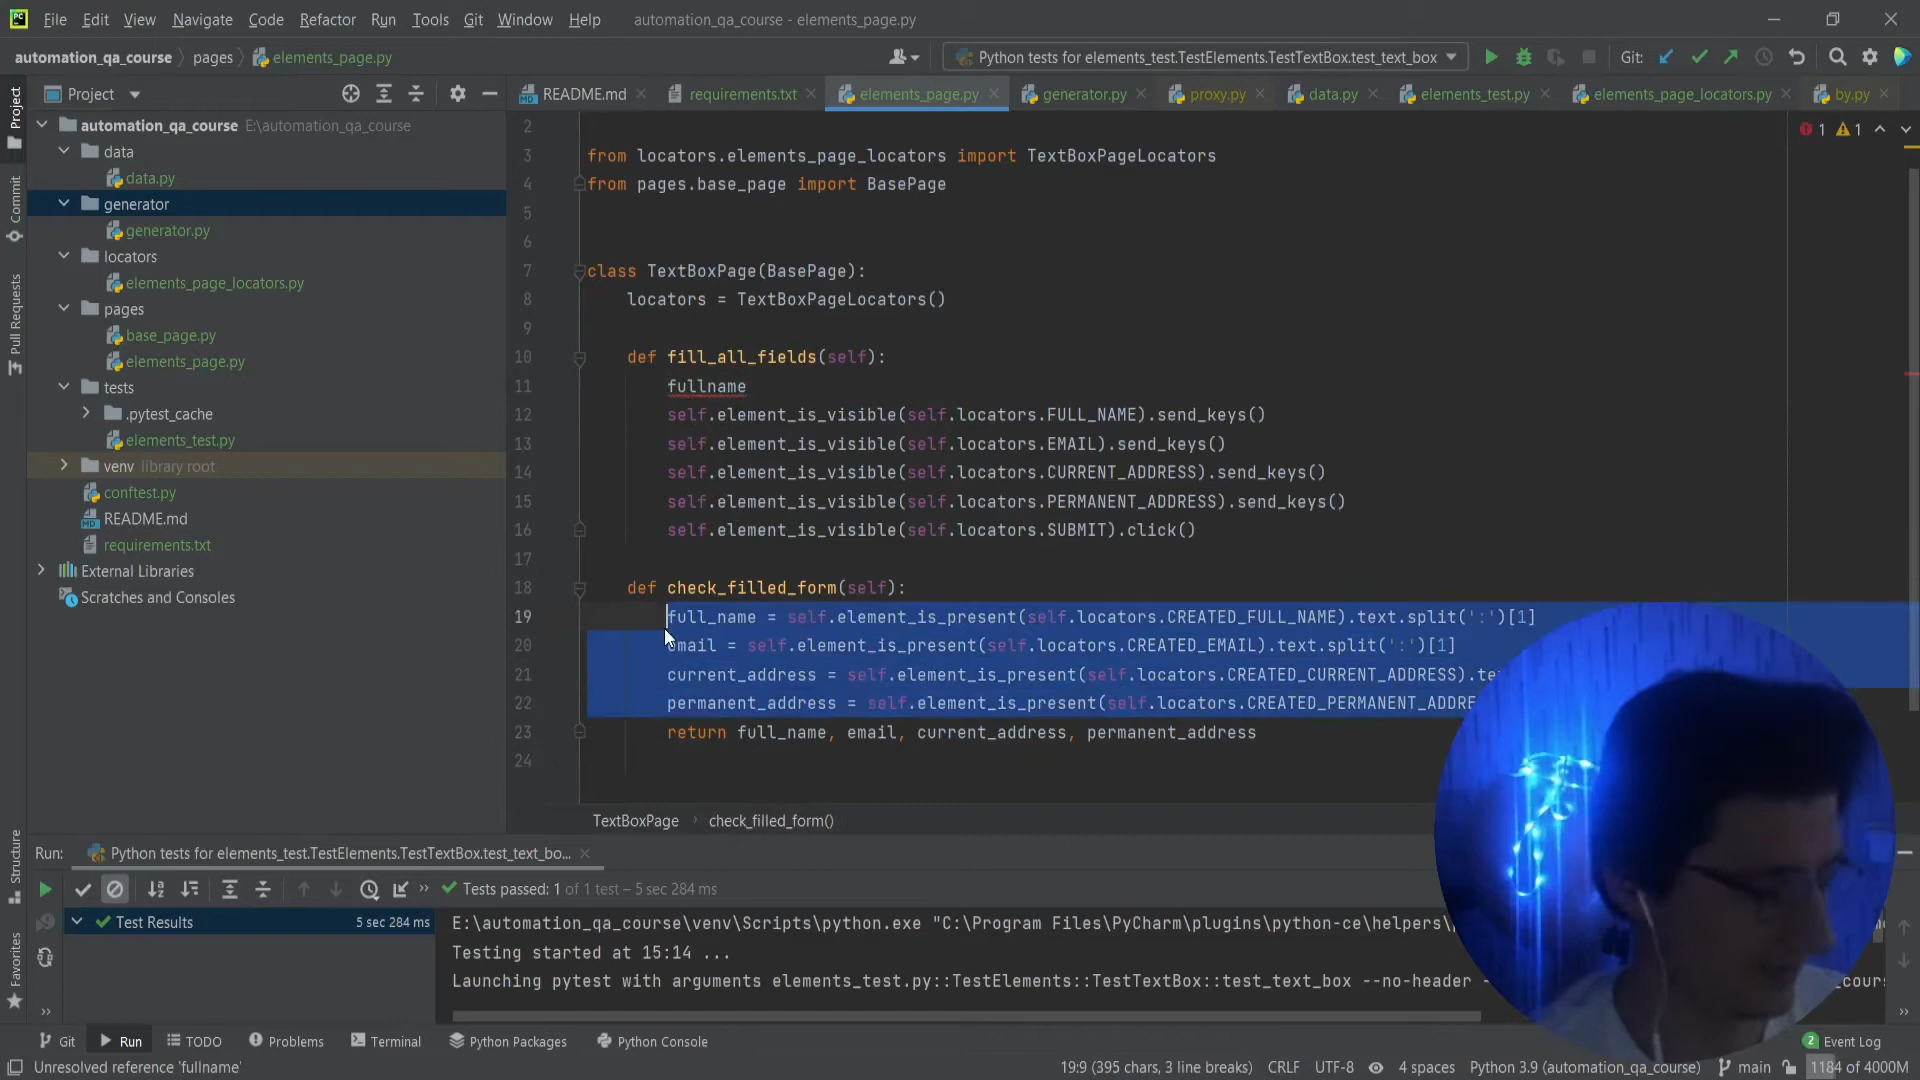 File Edit View Navigate Code Refactor Run Tools Git Window Help automation_qa_course - elements_page.py
automation_qa_course pages elements_page.py Python tests for elements_test.TestElements.TestTextBox.test_text_box Git:
Project README.md requirements.txt elements_page.py generator.py proxy.py data.py elements_test.py elements_page_locators.py by.py
Project
Commit
Pull Requests
Structure
Favorites
automation_qa_course E:\automation_qa_course
data
data.py
generator
generator.py
locators
elements_page_locators.py
pages
base_page.py
elements_page.py
tests
.pytest_cache
elements_test.py
venv library root
conftest.py
README.md
requirements.txt
External Libraries
Scratches and Consoles
1 1
2
3 from locators.elements_page_locators import TextBoxPageLocators
4 from pages.base_page import BasePage
5
6
7 class TextBoxPage(BasePage):
8 locators = TextBoxPageLocators()
9
10 def fill_all_fields(self):
11 fullname
12 self.element_is_visible(self.locators.FULL_NAME).send_keys()
13 self.element_is_visible(self.locators.EMAIL).send_keys()
14 self.element_is_visible(self.locators.CURRENT_ADDRESS).send_keys()
15 self.element_is_visible(self.locators.PERMANENT_ADDRESS).send_keys()
16 self.element_is_visible(self.locators.SUBMIT).click()
17
18 def check_filled_form(self):
19 full_name = self.element_is_present(self.locators.CREATED_FULL_NAME).text.split(':')[1]
20 email = self.element_is_present(self.locators.CREATED_EMAIL).text.split(':')[1]
21 current_address = self.element_is_present(self.locators.CREATED_CURRENT_ADDRESS).te
22 permanent_address = self.element_is_present(self.locators.CREATED_PERMANENT_ADDRE
23 return full_name, email, current_address, permanent_address
24
TextBoxPage check_filled_form()
Run: Python tests for elements_test.TestElements.TestTextBox.test_text_bo...
Tests passed: 1 of 1 test – 5 sec 284 ms
Test Results 5 sec 284 ms
E:\automation_qa_course\venv\Scripts\python.exe "C:\Program Files\PyCharm\plugins\python-ce\helpers\
Testing started at 15:14 ...
Launching pytest with arguments elements_test.py::TestElements::TestTextBox::test_text_box --no-header
Git Run TODO Problems Terminal Python Packages Python Console 2 Event Log
Unresolved reference 'fullname' 19:9 (395 chars, 3 line breaks) CRLF UTF-8 4 spaces Python 3.9 (automation_qa_course) main 1184 of 4000M